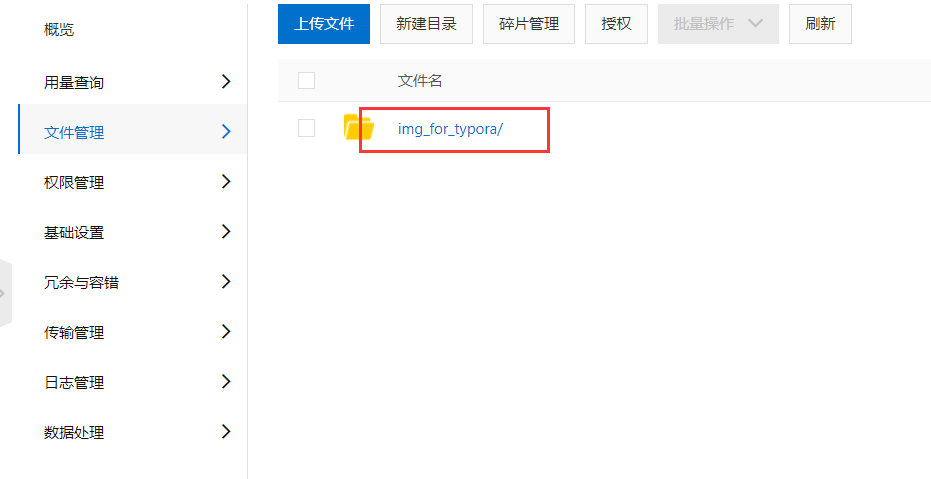 概览
用量查询
文件管理
权限管理
基础设置
冗余与容错
传输管理
日志管理
数据处理
上传文件 新建目录 碎片管理 授权 批量操作 刷新
文件名
img_for_typora/